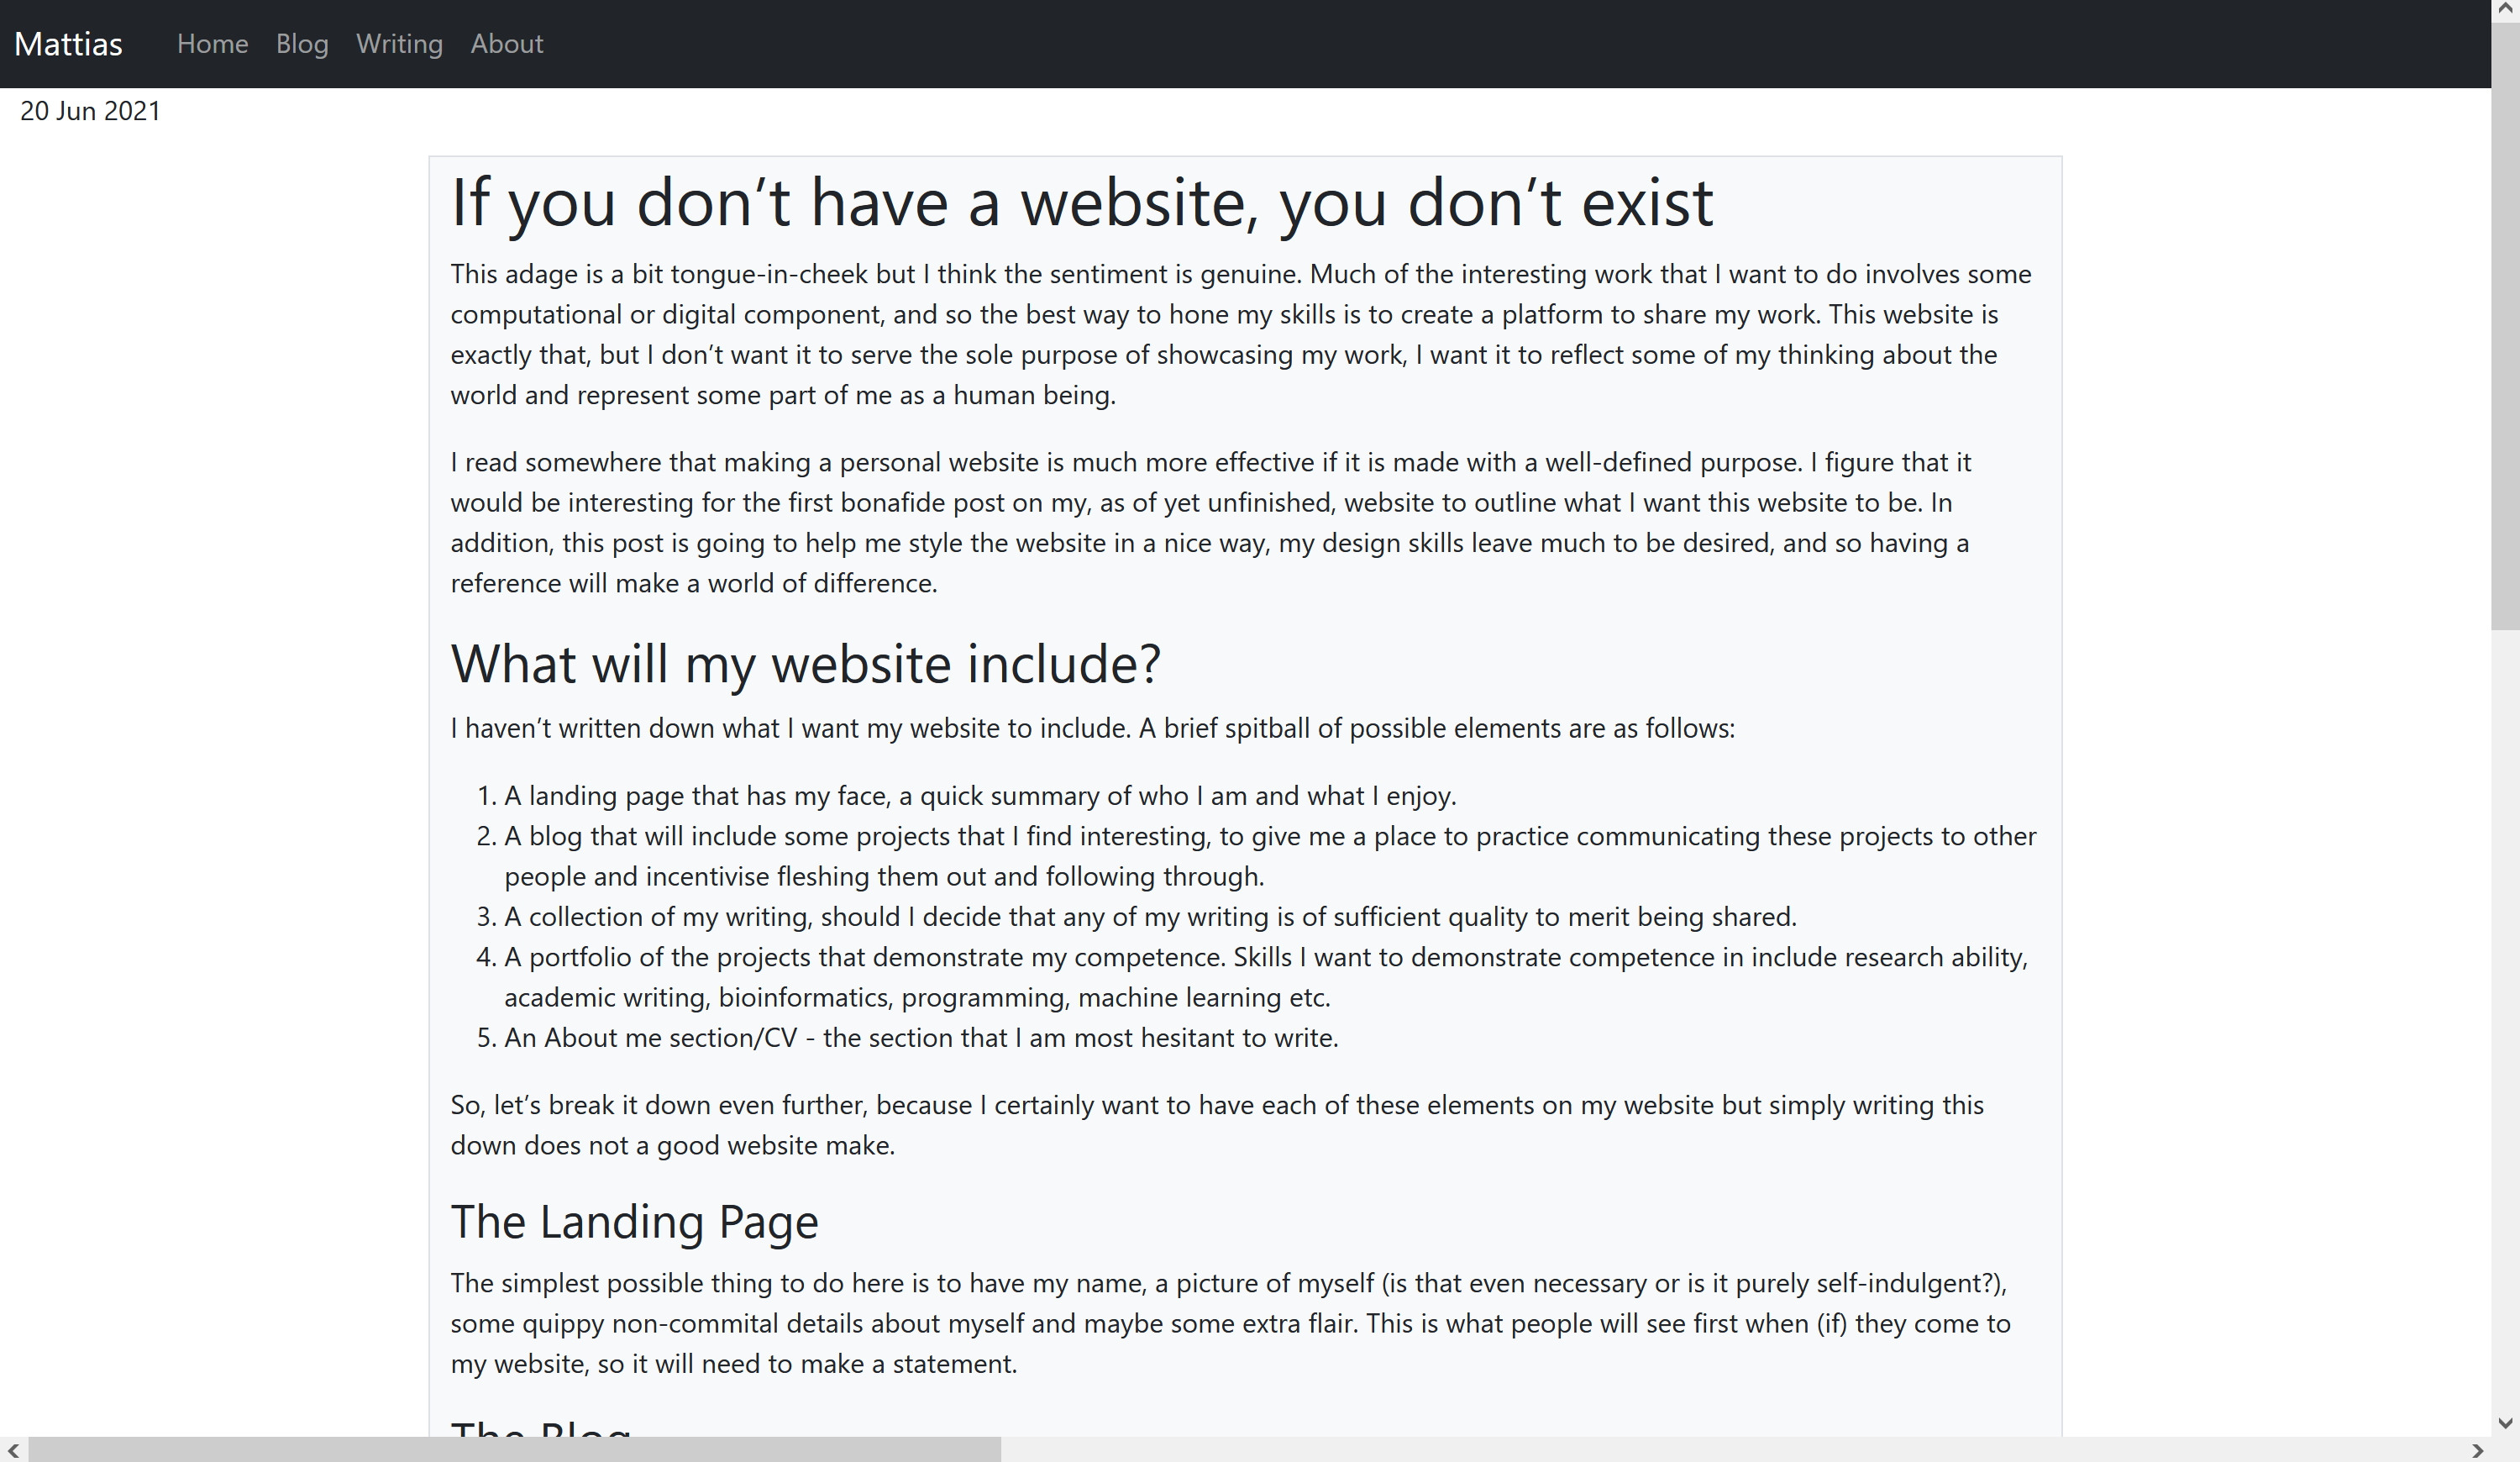 Mattias Home Blog Writing About
20 Jun 2021
If you don’t have a website, you don’t exist
This adage is a bit tongue-in-cheek but I think the sentiment is genuine. Much of the interesting work that I want to do involves some
computational or digital component, and so the best way to hone my skills is to create a platform to share my work. This website is
exactly that, but I don’t want it to serve the sole purpose of showcasing my work, I want it to reflect some of my thinking about the
world and represent some part of me as a human being.
I read somewhere that making a personal website is much more effective if it is made with a well-defined purpose. I figure that it
would be interesting for the first bonafide post on my, as of yet unfinished, website to outline what I want this website to be. In
addition, this post is going to help me style the website in a nice way, my design skills leave much to be desired, and so having a
reference will make a world of difference.
What will my website include?
I haven’t written down what I want my website to include. A brief spitball of possible elements are as follows:
1. A landing page that has my face, a quick summary of who I am and what I enjoy.
2. A blog that will include some projects that I find interesting, to give me a place to practice communicating these projects to other
people and incentivise fleshing them out and following through.
3. A collection of my writing, should I decide that any of my writing is of sufficient quality to merit being shared.
4. A portfolio of the projects that demonstrate my competence. Skills I want to demonstrate competence in include research ability,
academic writing, bioinformatics, programming, machine learning etc.
5. An About me section/CV - the section that I am most hesitant to write.
So, let’s break it down even further, because I certainly want to have each of these elements on my website but simply writing this
down does not a good website make.
The Landing Page
The simplest possible thing to do here is to have my name, a picture of myself (is that even necessary or is it purely self-indulgent?),
some quippy non-commital details about myself and maybe some extra flair. This is what people will see first when (if) they come to
my website, so it will need to make a statement.
The Blog